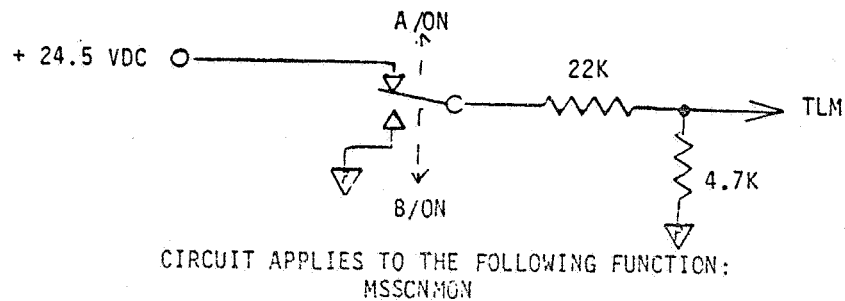 A/ON
+ 24.5 VDC
22K
TLM
4.7K
B/ON
CIRCUIT APPLIES TO THE FOLLOWING FUNCTION:
MSSCNMON